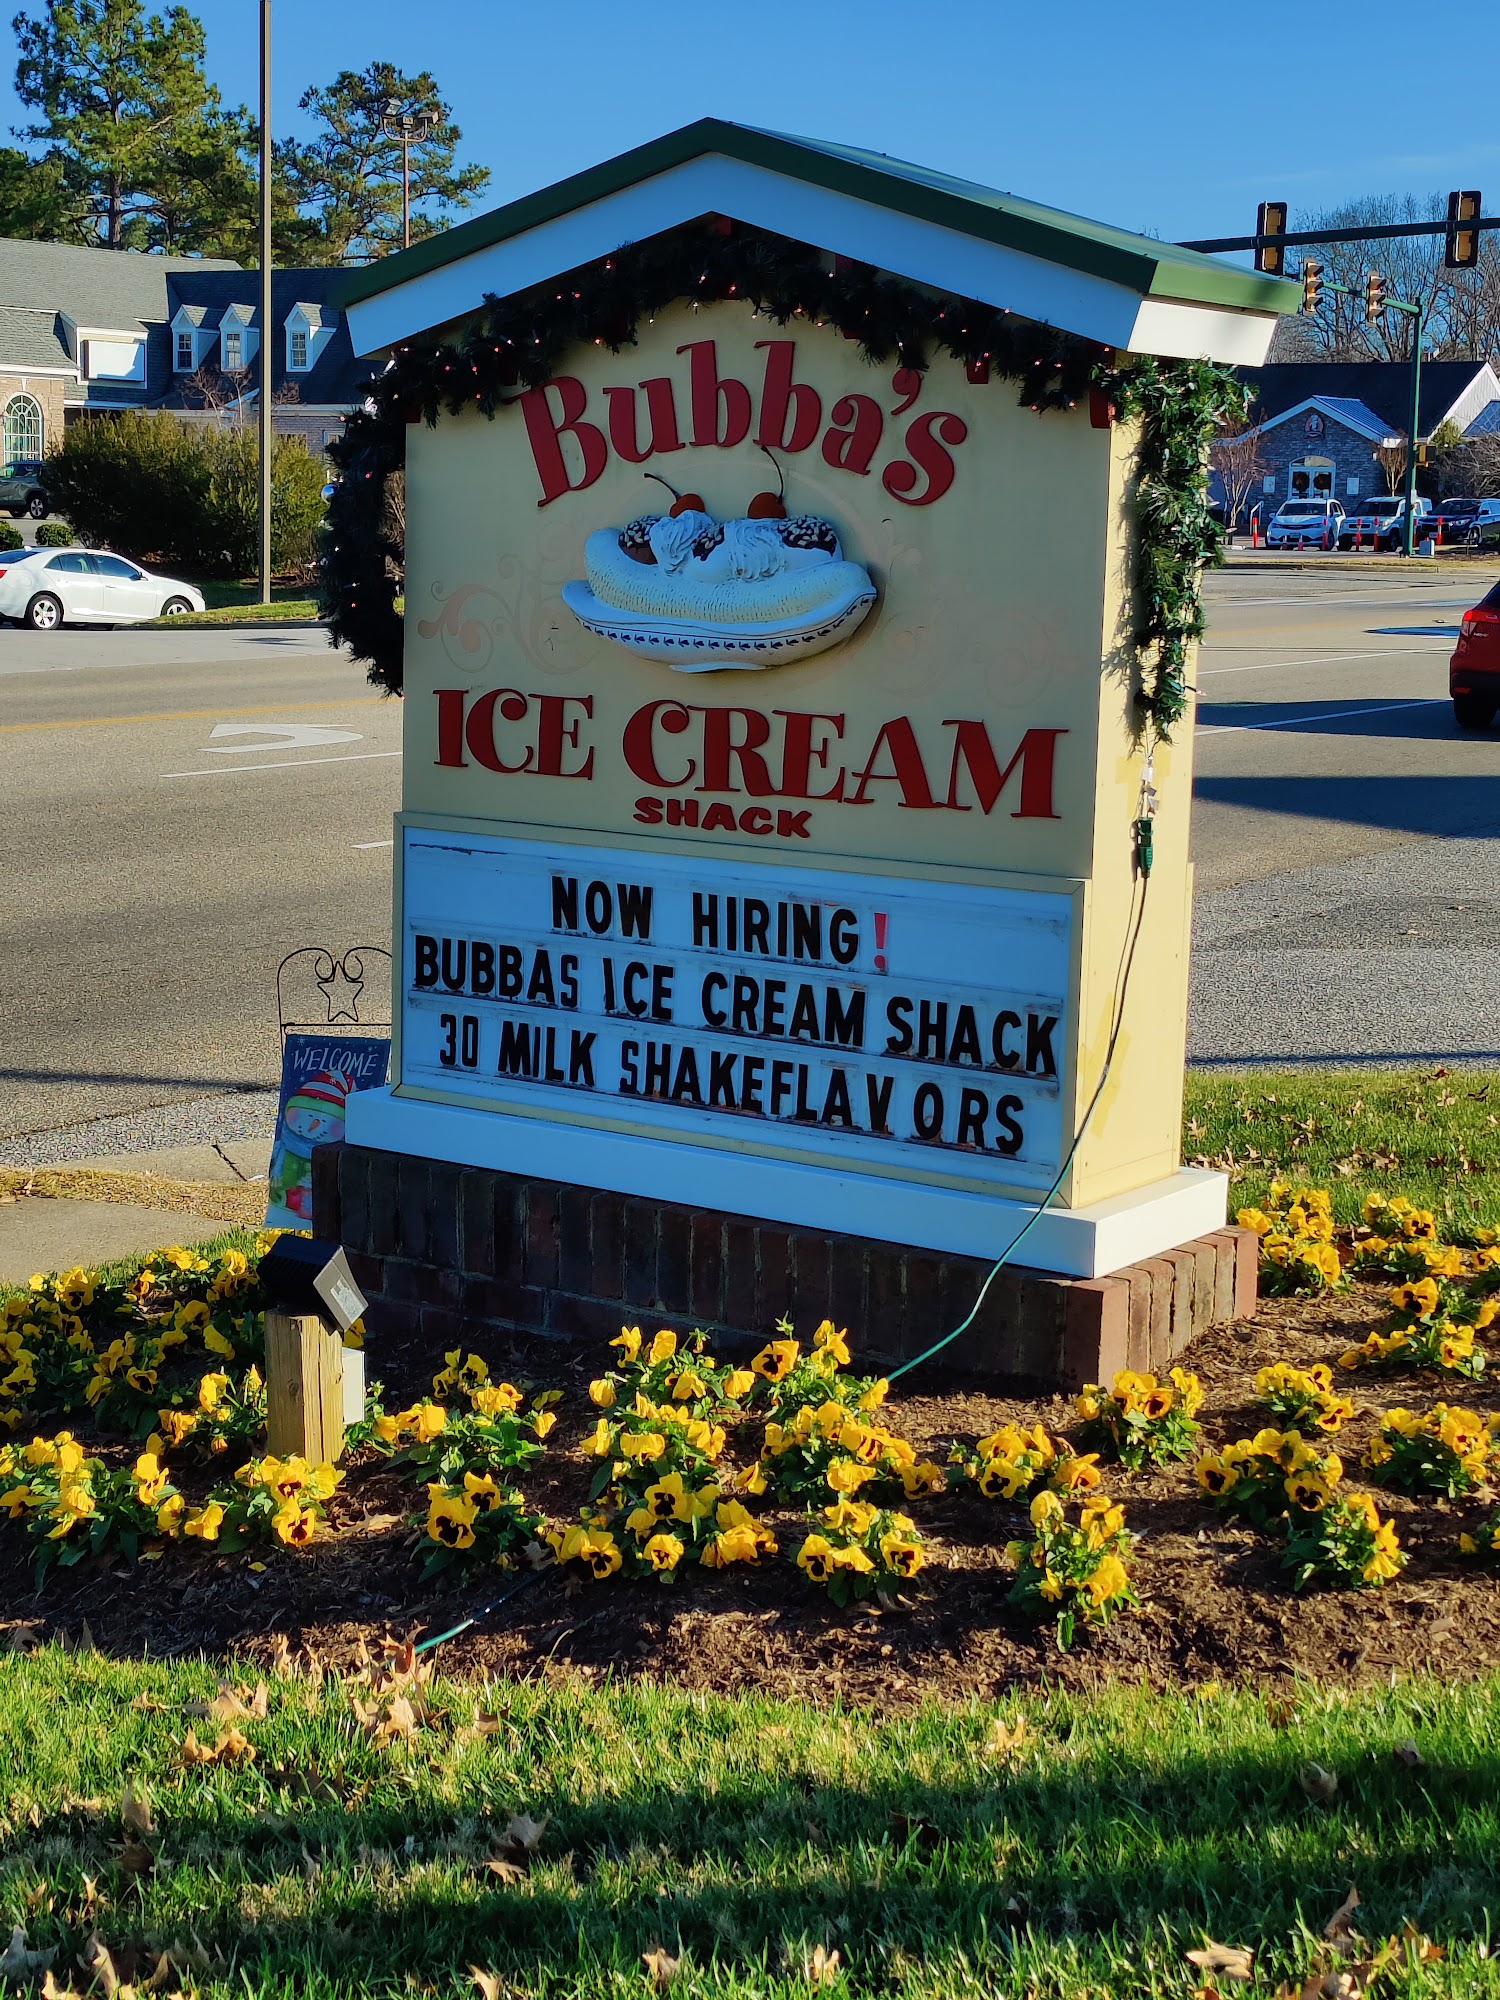 Bubba's
ICE CREAM
SHACK
NOW HIRING!
BUBBAS ICE CREAM SHACK
30 MiLK SHAKEFLAVORS
WELCOME